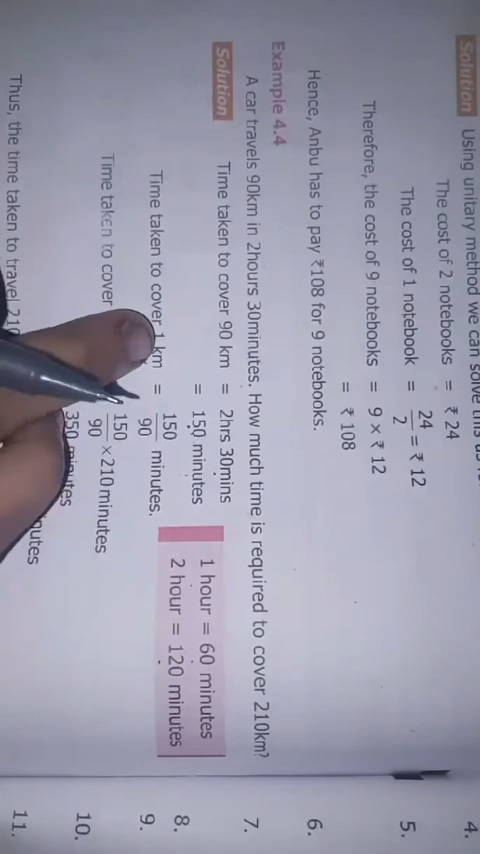 Solution Using unitary method we can solve this as
The cost of 2 notebooks = ₹ 24
The cost of 1 notebook = 24/2 = ₹ 12
Therefore, the cost of 9 notebooks = 9 × ₹ 12
= ₹ 108
Hence, Anbu has to pay ₹108 for 9 notebooks.
Example 4.4
A car travels 90km in 2hours 30minutes. How much time is required to cover 210km?
Solution
Time taken to cover 90 km = 2hrs 30mins
= 150 minutes
Time taken to cover 1 km = 150/90 minutes.
Time taken to cover
150/90 × 210 minutes
350 minutes
Thus, the time taken to travel 210
1 hour = 60 minutes
2 hour = 120 minutes
4.
5.
6.
7.
8.
9.
10.
11.